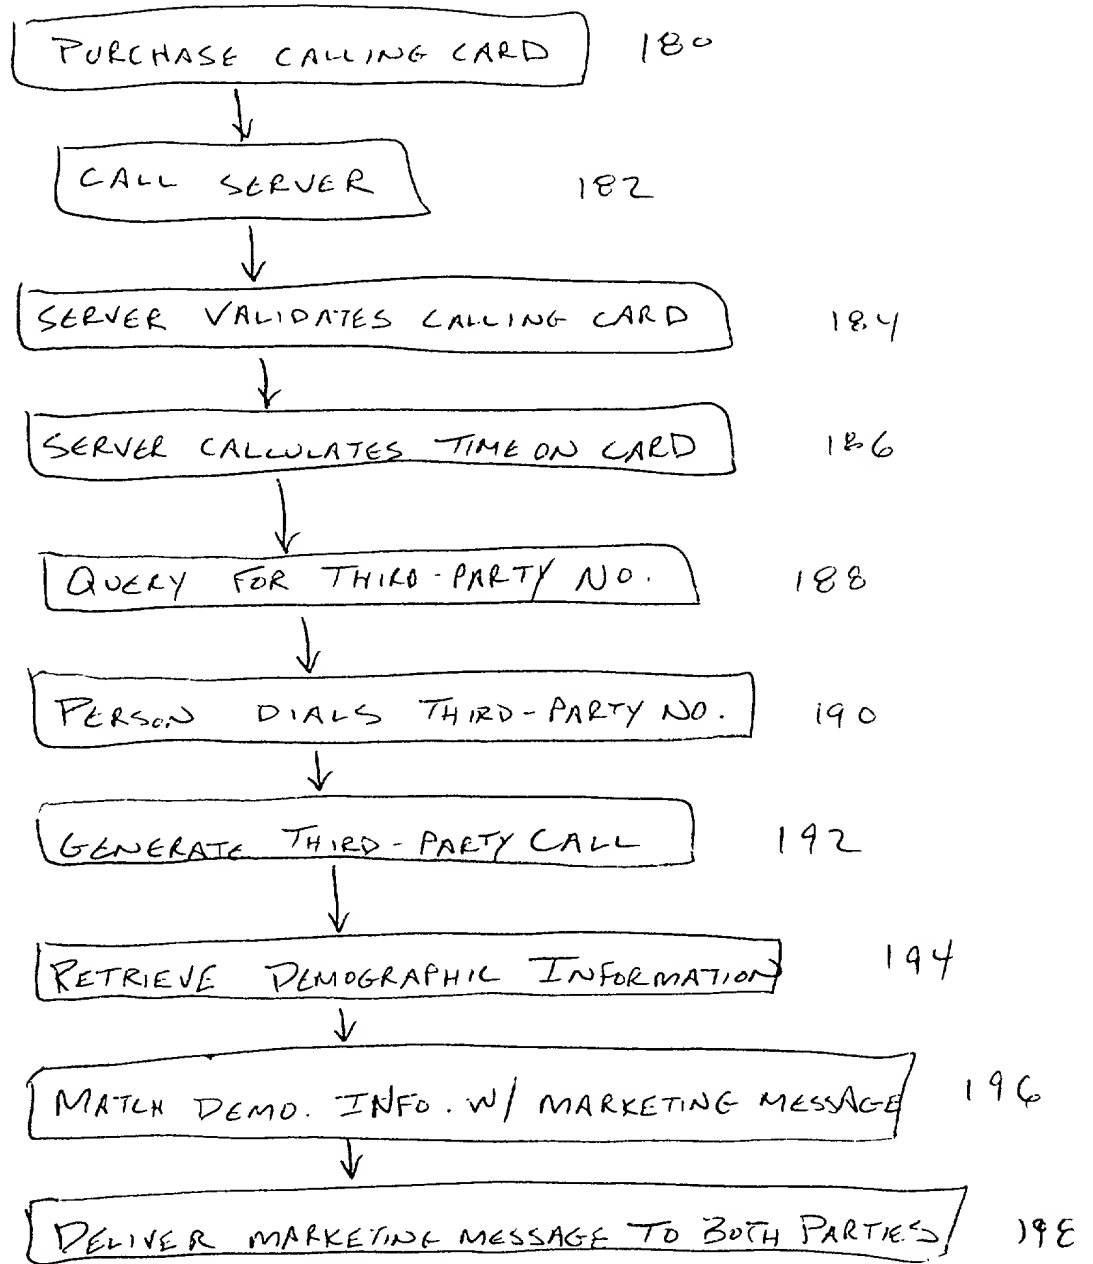 PURCHASE CALLING CARD 180
CALL SERVER 182
SERVER VALIDATES CALLING CARD 184
SERVER CALCULATES TIME ON CARD 186
QUERY FOR THIRD-PARTY NO. 188
PERSON DIALS THIRD-PARTY NO. 190
GENERATE THIRD-PARTY CALL 192
RETRIEVE DEMOGRAPHIC INFORMATION 194
MATCH DEMO. INFO. W/ MARKETING MESSAGE 196
DELIVER MARKETING MESSAGE TO BOTH PARTIES 198